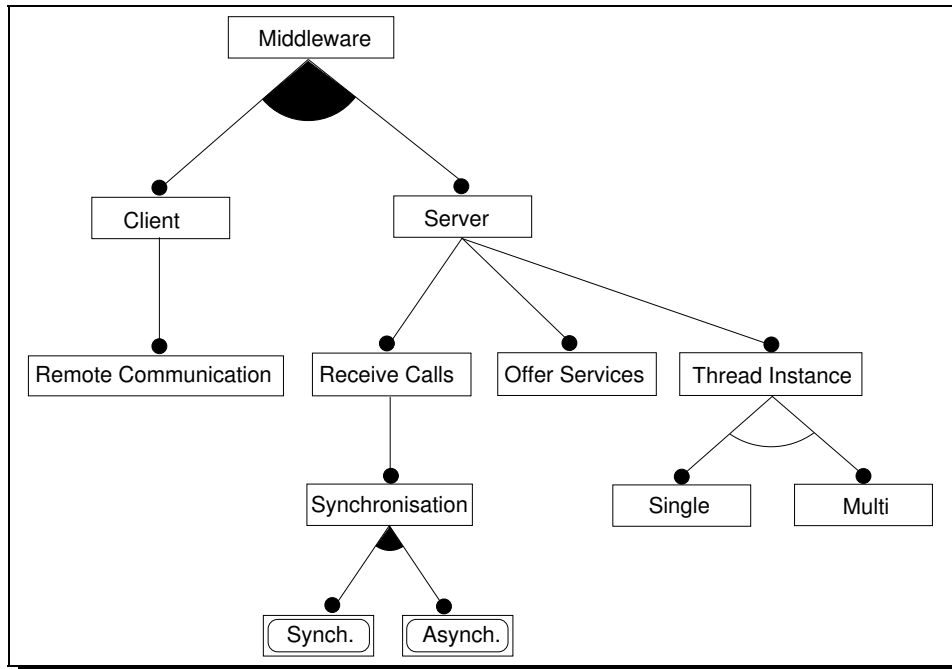 Middleware
Client
Server
Remote Communication
Receive Calls
Offer Services
Thread Instance
Synchronisation
Single
Multi
Synch.
Asynch.